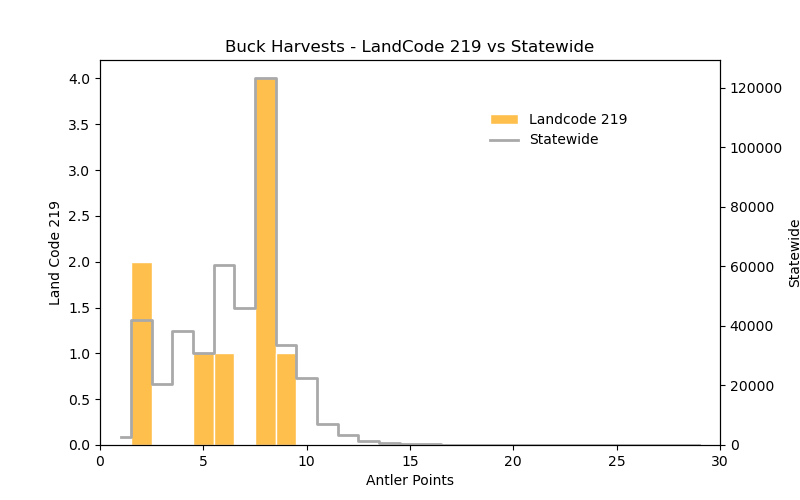 Buck Harvests - LandCode 219 vs Statewide
4.0
3.5
3.0
2.5
2.0
1.5
1.0
0.5
0.0
Land Code 219
Landcode 219
Statewide
120000
100000
80000
60000
40000
20000
0
Statewide
0 5 10 15 20 25 30
Antler Points